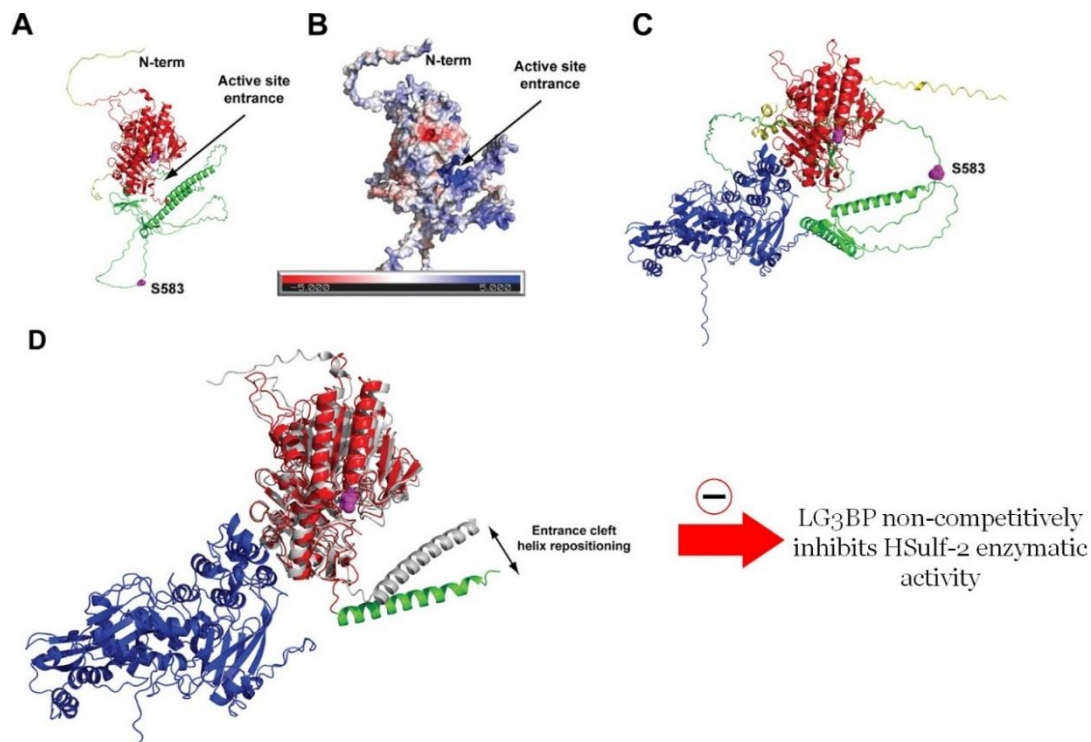 A
N-term
Active site
entrance
S583
B
N-term
Active site
entrance
-5.000 5.000
C
S583
D
Entrance cleft
helix repositioning
−
LG3BP non-competitively
inhibits HSulf-2 enzymatic
activity